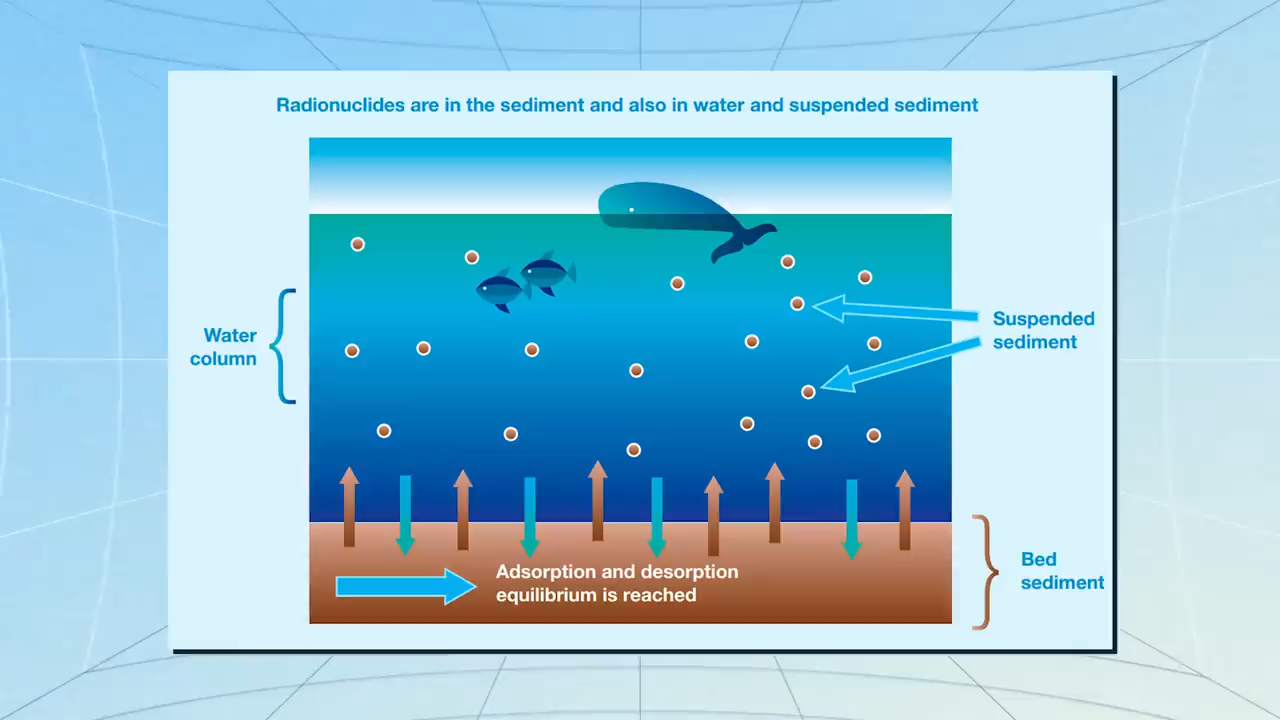 Radionuclides are in the sediment and also in water and suspended sediment
Water
column
Suspended
sediment
Adsorption and desorption
equilibrium is reached
Bed
sediment